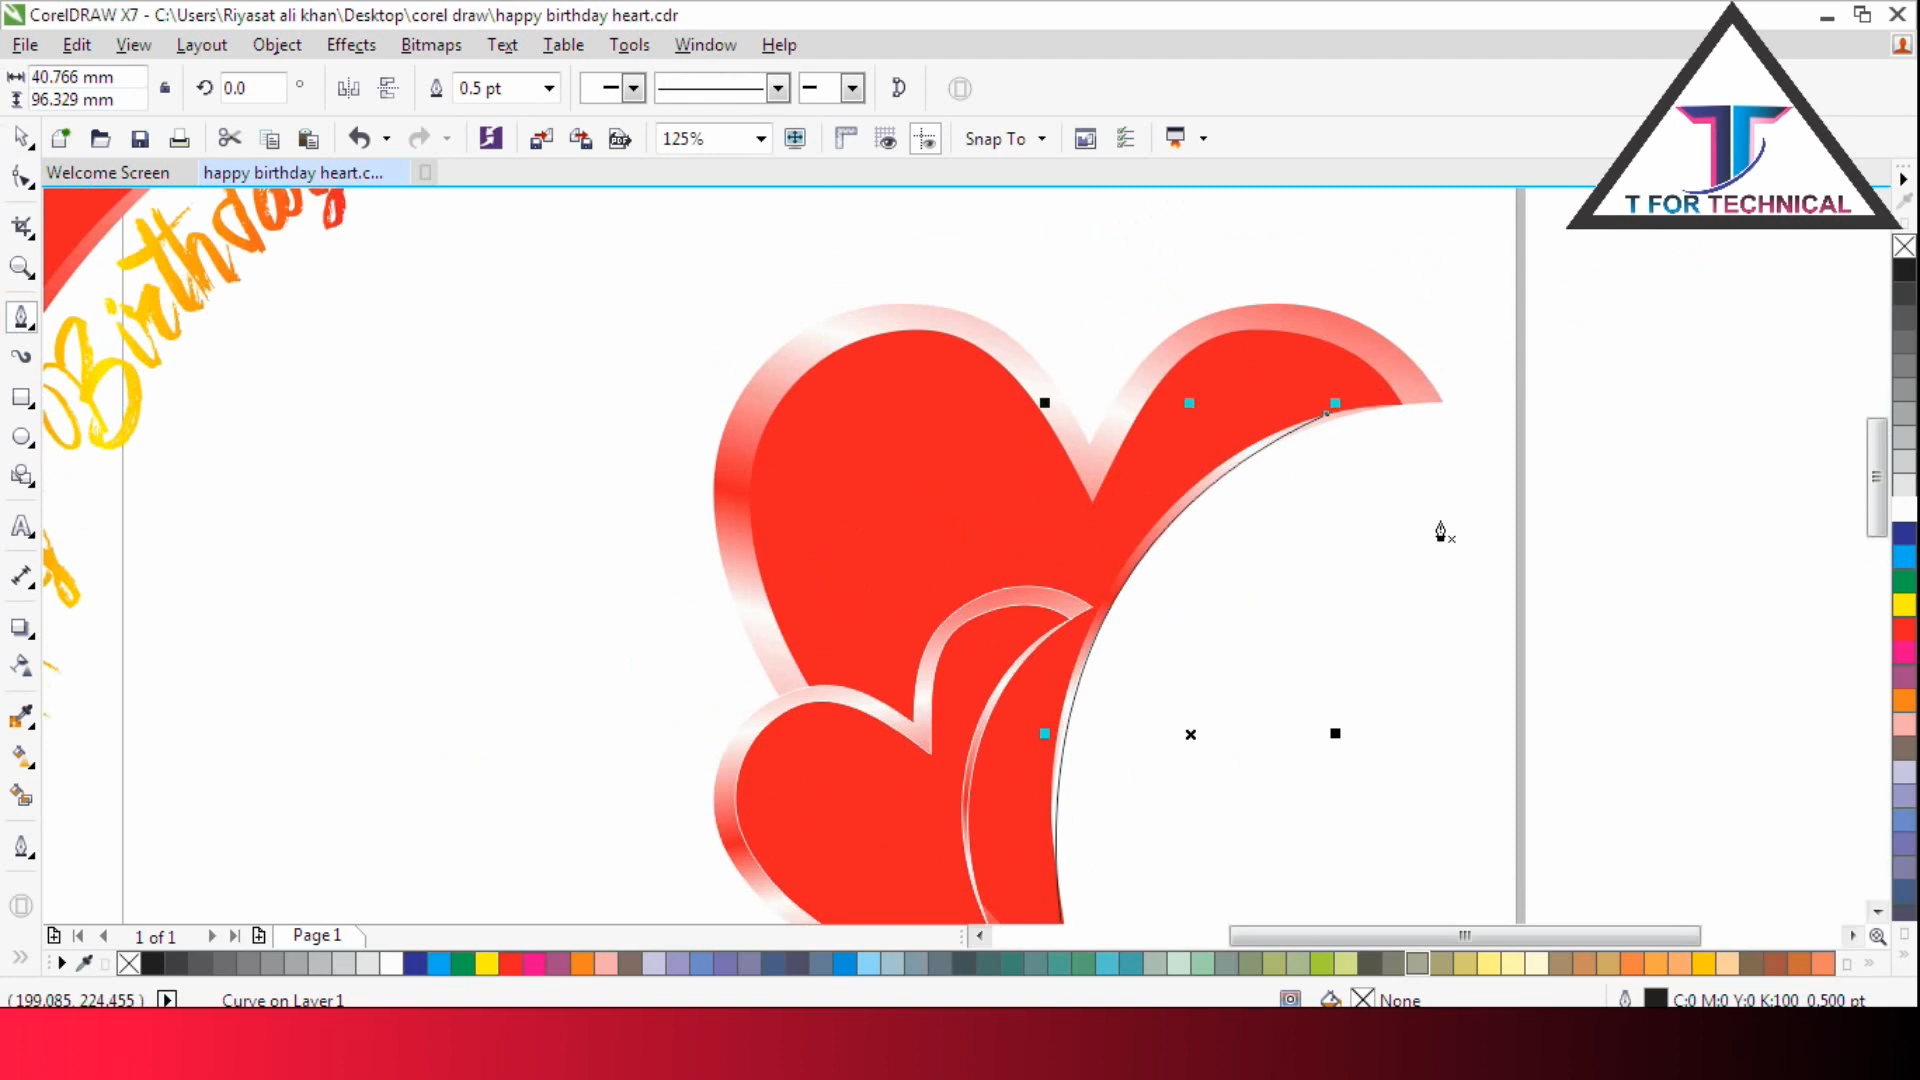 CorelDRAW X7 - C:\Users\Riyasat ali khan\Desktop\corel draw\happy birthday heart.cdr
File Edit View Layout Object Effects Bitmaps Text Table Tools Window Help
40.766 mm
96.329 mm
0.0 °
0.5 pt
125%
Snap To
Welcome Screen
happy birthday heart.c...
T FOR TECHNICAL
Birthday
1 of 1
Page 1
(199.085, 224.455 )
Curve on Layer 1
None
C:0 M:0 Y:0 K:100 0.500 pt